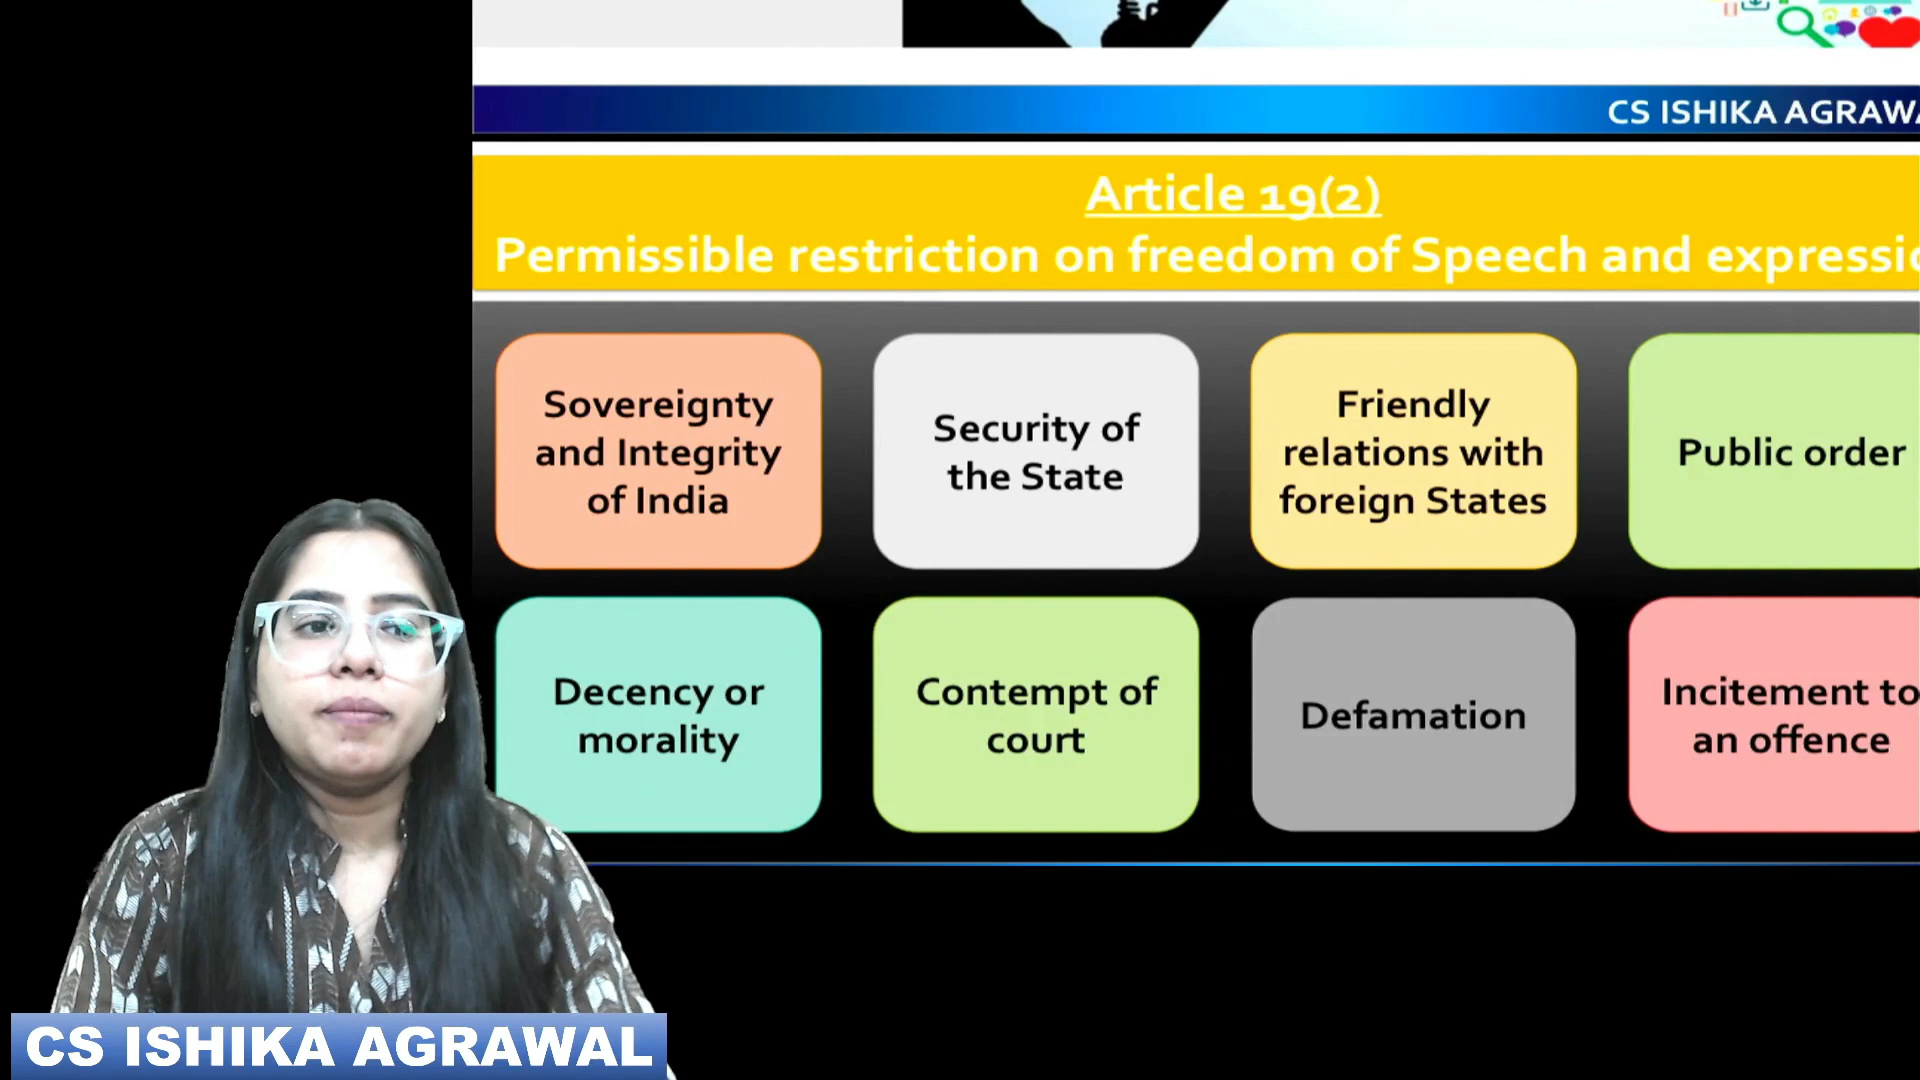 CS ISHIKA AGRAWA
Article 19(2)
Permissible restriction on freedom of Speech and expressio
Sovereignty
and Integrity
of India
Security of
the State
Friendly
relations with
foreign States
Public order
Decency or
morality
Contempt of
court
Defamation
Incitement to
an offence
CS ISHIKA AGRAWAL